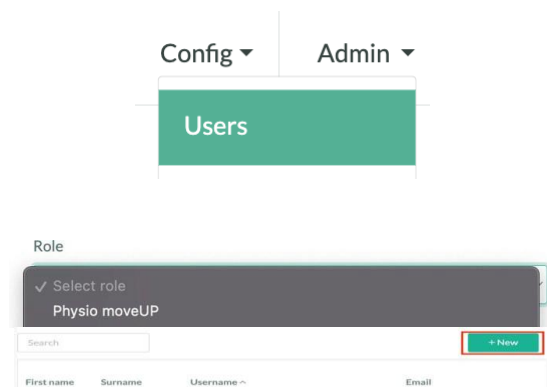 Config Admin
Users
Role
✓ Select role
Physio moveUP
Search + New
First name Surname Username Email